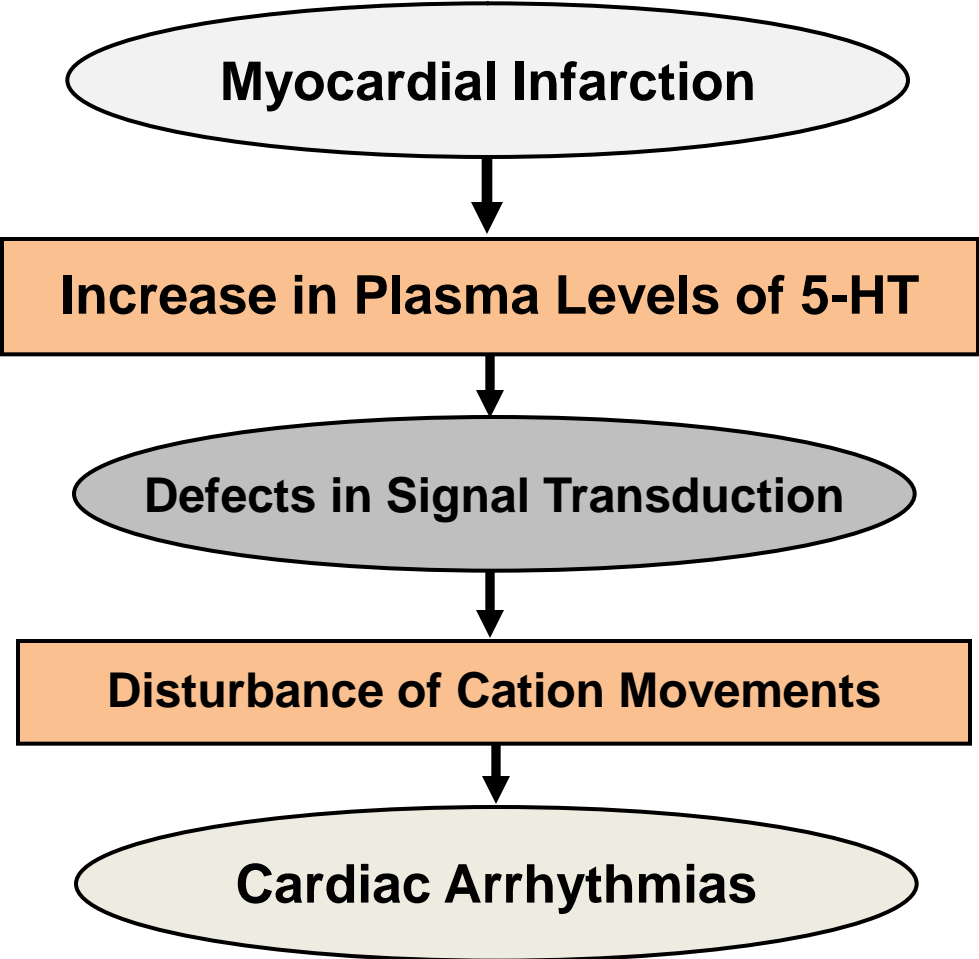 Myocardial Infarction
Increase in Plasma Levels of 5-HT
Defects in Signal Transduction
Disturbance of Cation Movements
Cardiac Arrhythmias